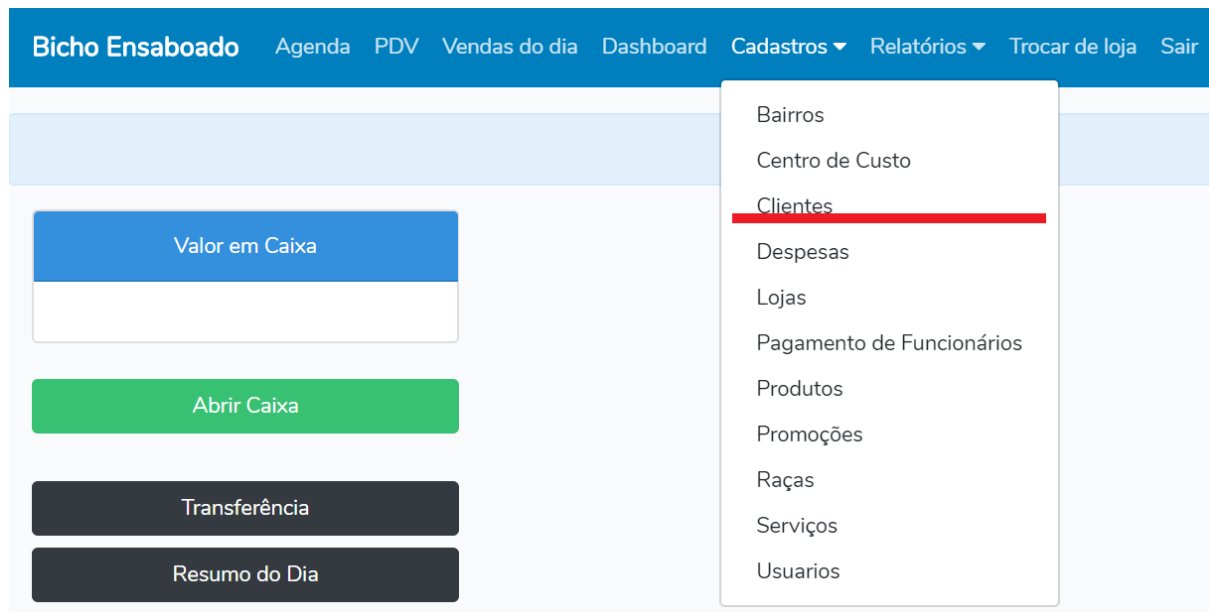 Bicho Ensaboado Agenda PDV Vendas do dia Dashboard Cadastros Relatórios Trocar de loja Sair
Bairros
Centro de Custo
Clientes
Despesas
Lojas
Pagamento de Funcionários
Produtos
Promoções
Raças
Serviços
Usuarios
Valor em Caixa
Abrir Caixa
Transferência
Resumo do Dia